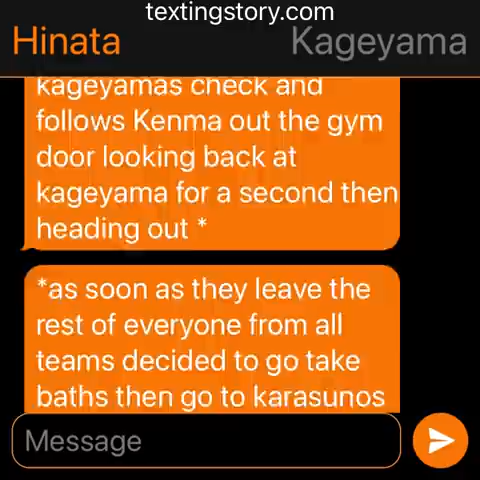 textingstory.com
Hinata Kageyama
kageyamas check and
follows Kenma out the gym
door looking back at
kageyama for a second then
heading out *
*as soon as they leave the
rest of everyone from all
teams decided to go take
baths then go to karasunos
Message